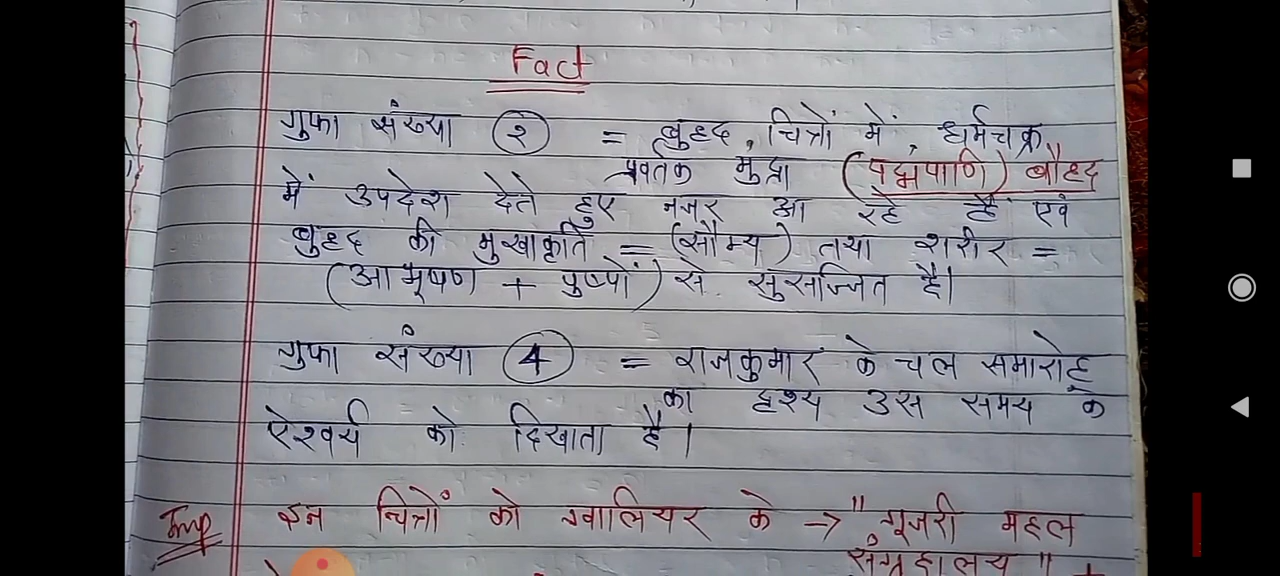 Fact
गुफा संख्या (२) = बुध्द चित्रों में धर्मचक्र
प्रवर्तक मुद्रा (पद्मपाणि) बौध्द
में उपदेश देते हुए नजर आ रहे हैं एवं
बुध्द की मुखाकृति = (सौम्य) तथा शरीर =
(आभूषण + पुष्पों) से सुसज्जित है।
गुफा संख्या (4) = राजकुमार के चल समारोह
का दृश्य उस समय के
ऐश्वर्य को दिखाता है।
Imp इन चित्रों को ग्वालियर के → "गूजरी महल
संग्रहालय" +